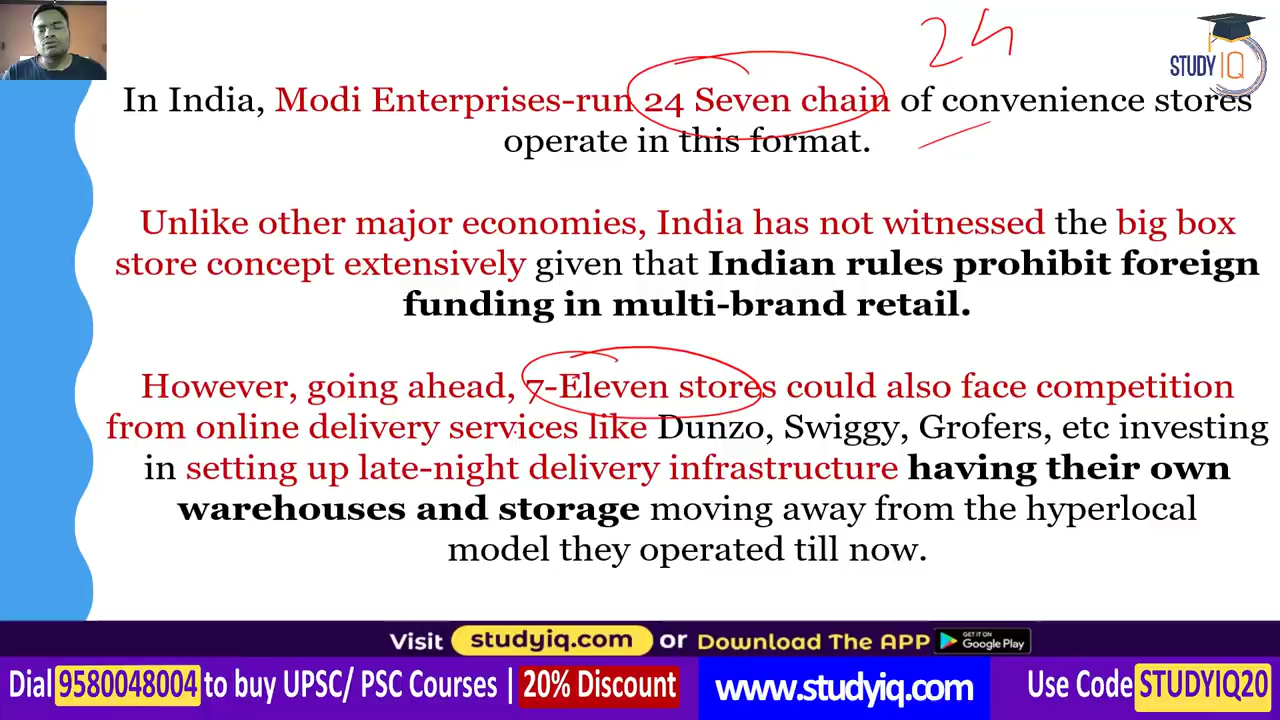 24
STUDY IQ
In India, Modi Enterprises-run 24 Seven chain of convenience stores
operate in this format.
Unlike other major economies, India has not witnessed the big box
store concept extensively given that Indian rules prohibit foreign
funding in multi-brand retail.
However, going ahead, 7-Eleven stores could also face competition
from online delivery services like Dunzo, Swiggy, Grofers, etc investing
in setting up late-night delivery infrastructure having their own
warehouses and storage moving away from the hyperlocal
model they operated till now.
Visit studyiq.com or Download The APP GET IT ON Google Play
Dial 9580048004 to buy UPSC/ PSC Courses | 20% Discount www.studyiq.com Use Code STUDYIQ20